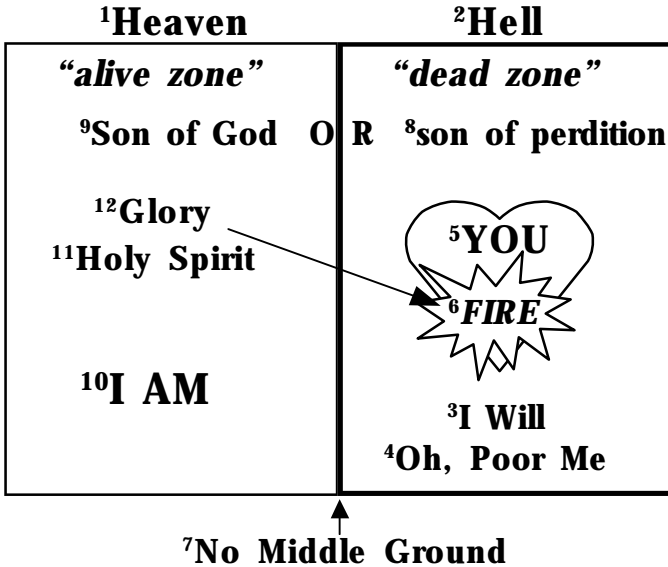 ¹Heaven ²Hell
“alive zone” “dead zone”
⁹Son of God OR ⁸son of perdition
¹²Glory
⁵YOU
¹¹Holy Spirit
⁶FIRE
¹⁰I AM
³I Will
⁴Oh, Poor Me
⁷No Middle Ground